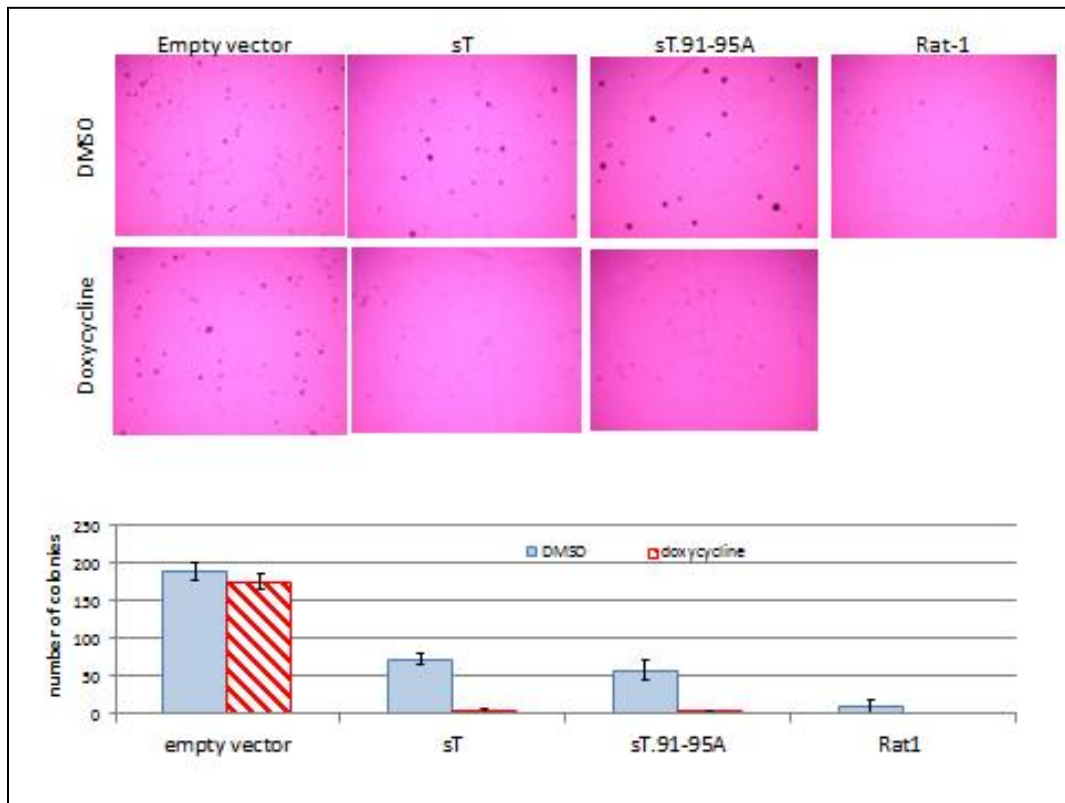 Empty vector sT sT.91-95A Rat-1
DMSO
Doxycycline
number of colonies
250
200
150
100
50
0
DMSO doxycycline
empty vector sT sT.91-95A Rat1